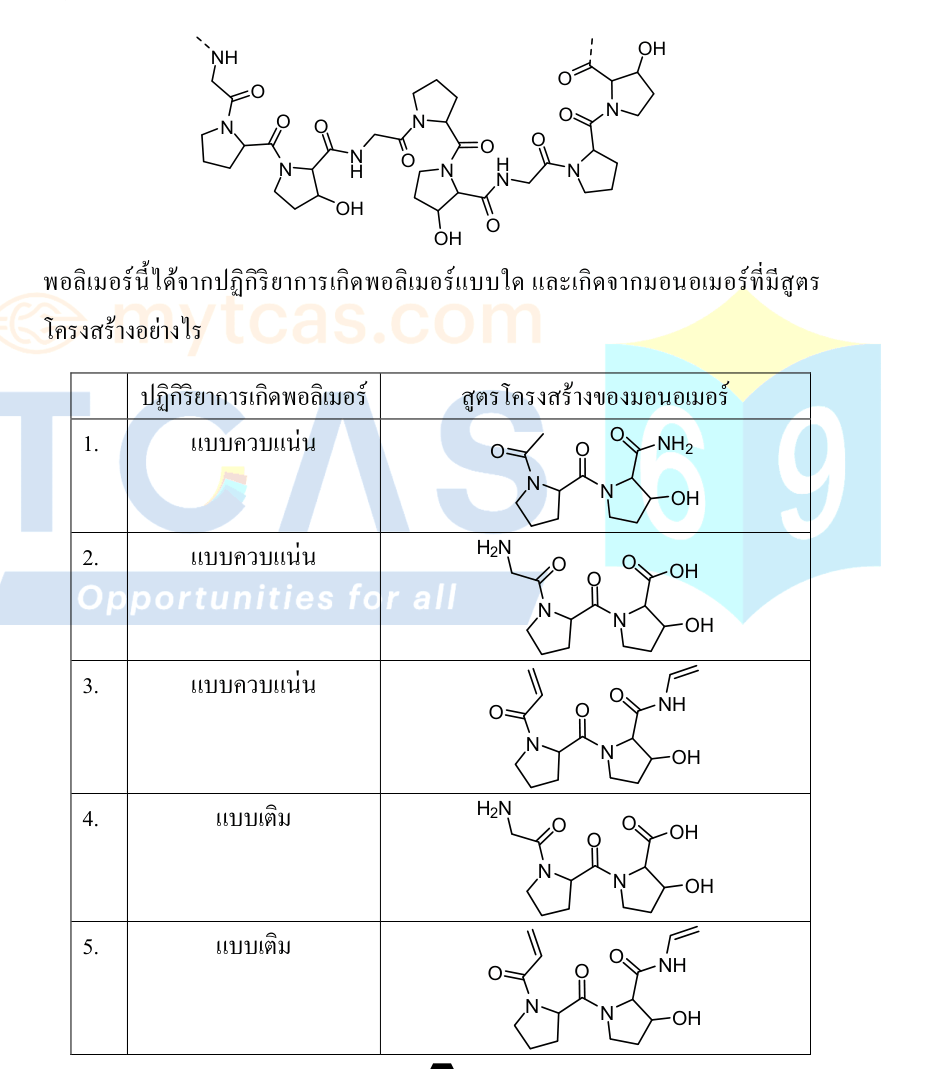 NH
O
N
O
N
O
N
H
OH
O
N
O
N
OH
O
H
N
O
N
O
N
O
OH
พอลิเมอร์นี้ได้จากปฏิกิริยาการเกิดพอลิเมอร์แบบใด และเกิดจากมอนอเมอร์ที่มีสูตร
โครงสร้างอย่างไร
mytcas.com
TCAS 69
Opportunities for all
ปฏิกิริยาการเกิดพอลิเมอร์ สูตรโครงสร้างของมอนอเมอร์
1. แบบควบแน่น
O N O N O NH2 OH
2. แบบควบแน่น
H2N O N O N O OH OH
3. แบบควบแน่น
O N O N O NH OH
4. แบบเติม
H2N O N O N O OH OH
5. แบบเติม
O N O N O NH OH